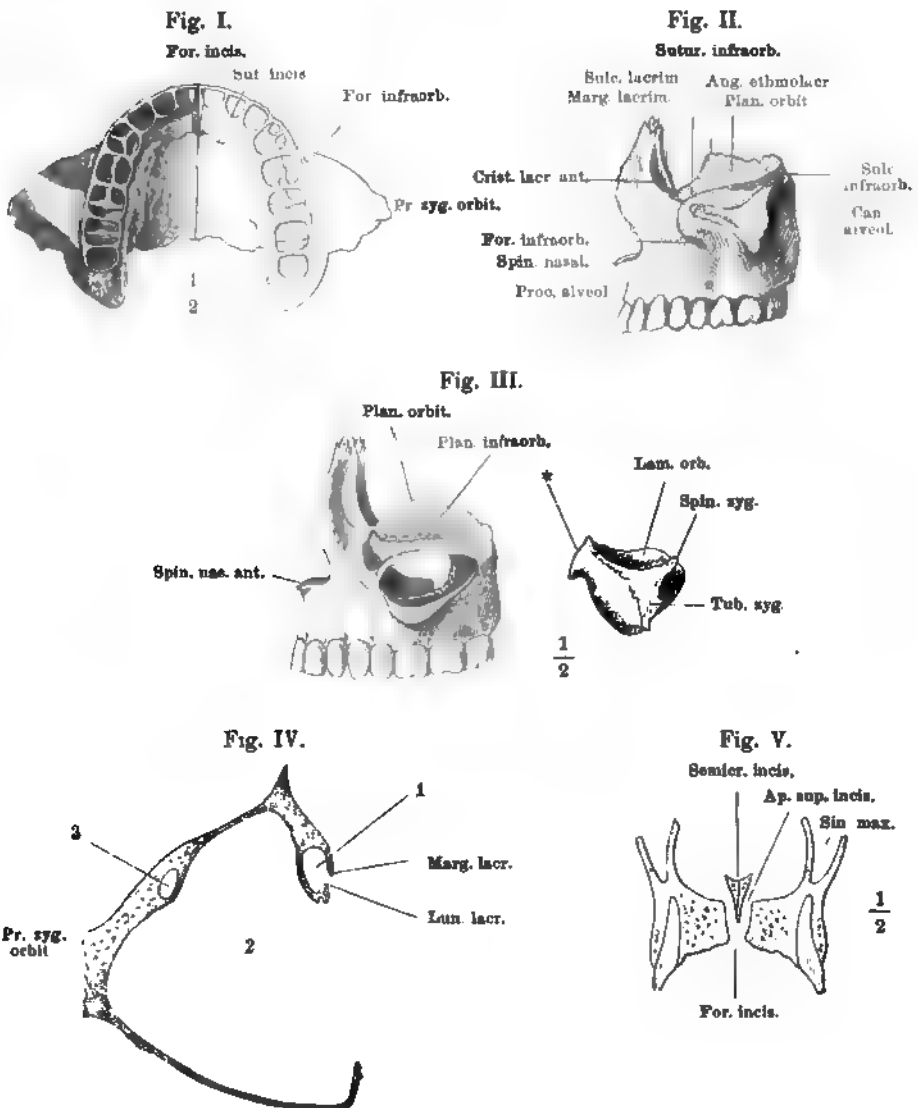 Fig. I.
For. incis.
Sut incis
For infraorb.
Pr zyg. orbit.
1
2
Fig. II.
Sutur. infraorb.
Sulc. lacrim
Marg. lacrim.
Ang. ethmolacr
Plan. orbit
Crist. lacr ant.
Sulc
infraorb.
Can
alveol.
For. infraorb.
Spin. nasal.
Proc. alveol
*
Fig. III.
Plan. orbit.
Plan. infraorb.
*
Lam. orb.
Spin. zyg.
Spin. nas. ant.
Tub. zyg
1
2
Fig. IV.
1
3
Marg. lacr.
Lun. lacr.
Pr. zyg.
orbit
2
Fig. V.
Semicr. incis.
Ap. sup. incis.
Sin max.
1
2
For. incis.